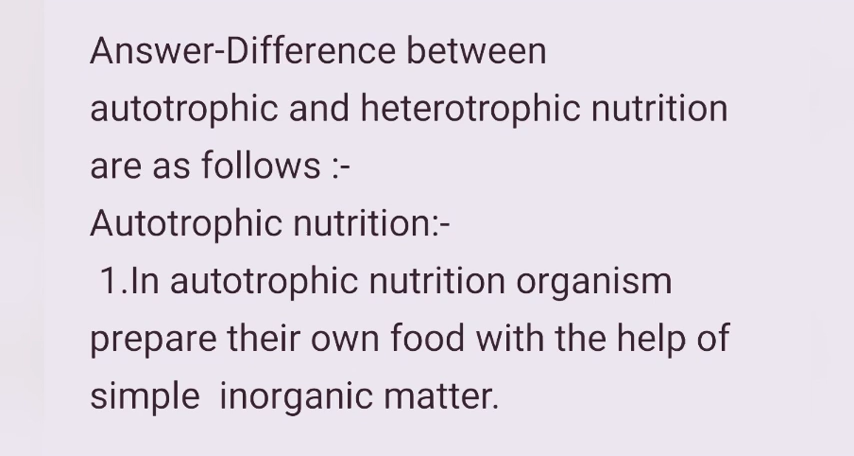 Answer-Difference between
autotrophic and heterotrophic nutrition
are as follows :-
Autotrophic nutrition:-
1.In autotrophic nutrition organism
prepare their own food with the help of
simple  inorganic matter.